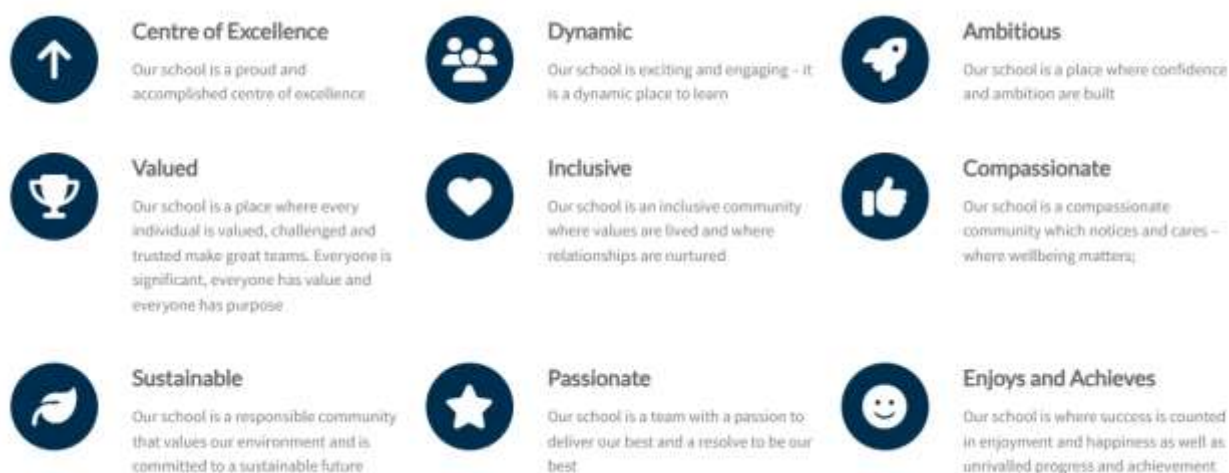 Centre of Excellence
Our school is a proud and
accomplished centre of excellence
Dynamic
Our school is exciting and engaging – it
is a dynamic place to learn
Ambitious
Our school is a place where confidence
and ambition are built
Valued
Our school is a place where every
individual is valued, challenged and
trusted make great teams. Everyone is
significant, everyone has value and
everyone has purpose
Inclusive
Our school is an inclusive community
where values are lived and where
relationships are nurtured
Compassionate
Our school is a compassionate
community which notices and cares –
where wellbeing matters;
Sustainable
Our school is a responsible community
that values our environment and is
committed to a sustainable future
Passionate
Our school is a team with a passion to
deliver our best and a resolve to be our
best
Enjoys and Achieves
Our school is where success is counted
in enjoyment and happiness as well as
unrivalled progress and achievement